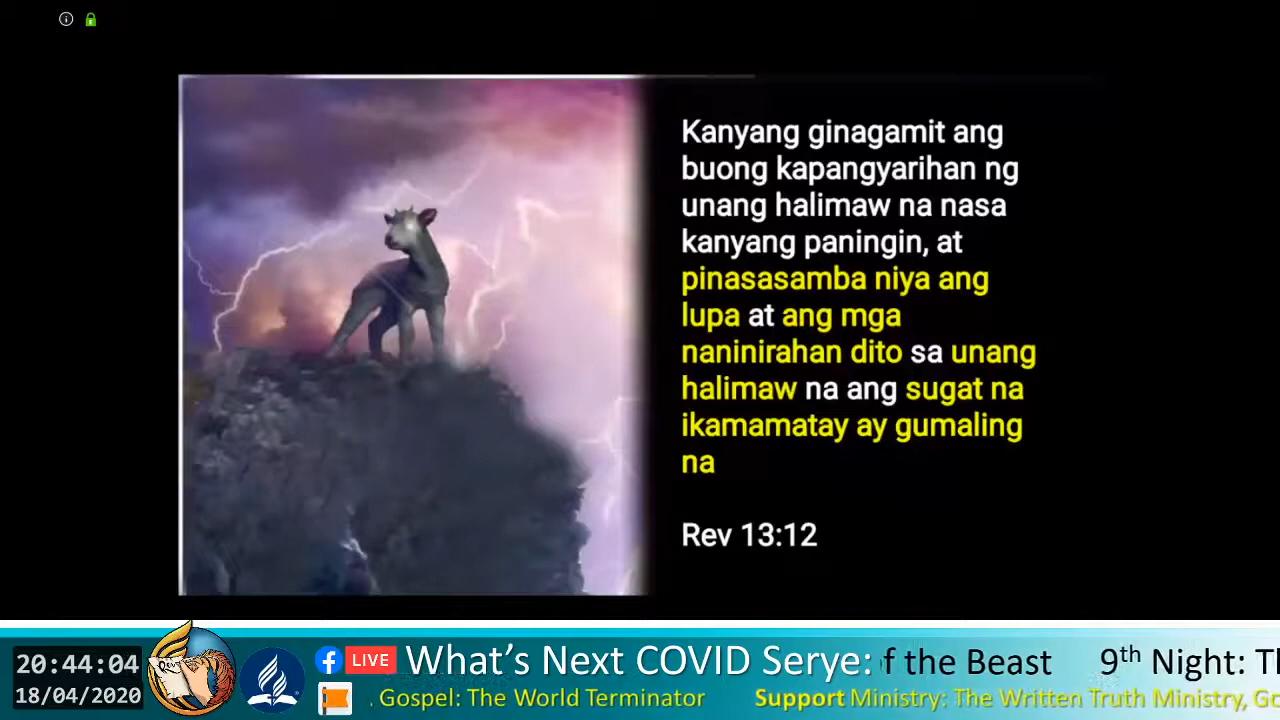 Kanyang ginagamit ang
buong kapangyarihan ng
unang halimaw na nasa
kanyang paningin, at
pinasasamba niya ang
lupa at ang mga
naninirahan dito sa unang
halimaw na ang sugat na
ikamamatay ay gumaling
na
Rev 13:12
20:44:04
18/04/2020
LIVE
What's Next COVID Serye:
f the Beast 9th Night:
. Gospel: The World Terminator Support Ministry: The Written Truth Ministry,